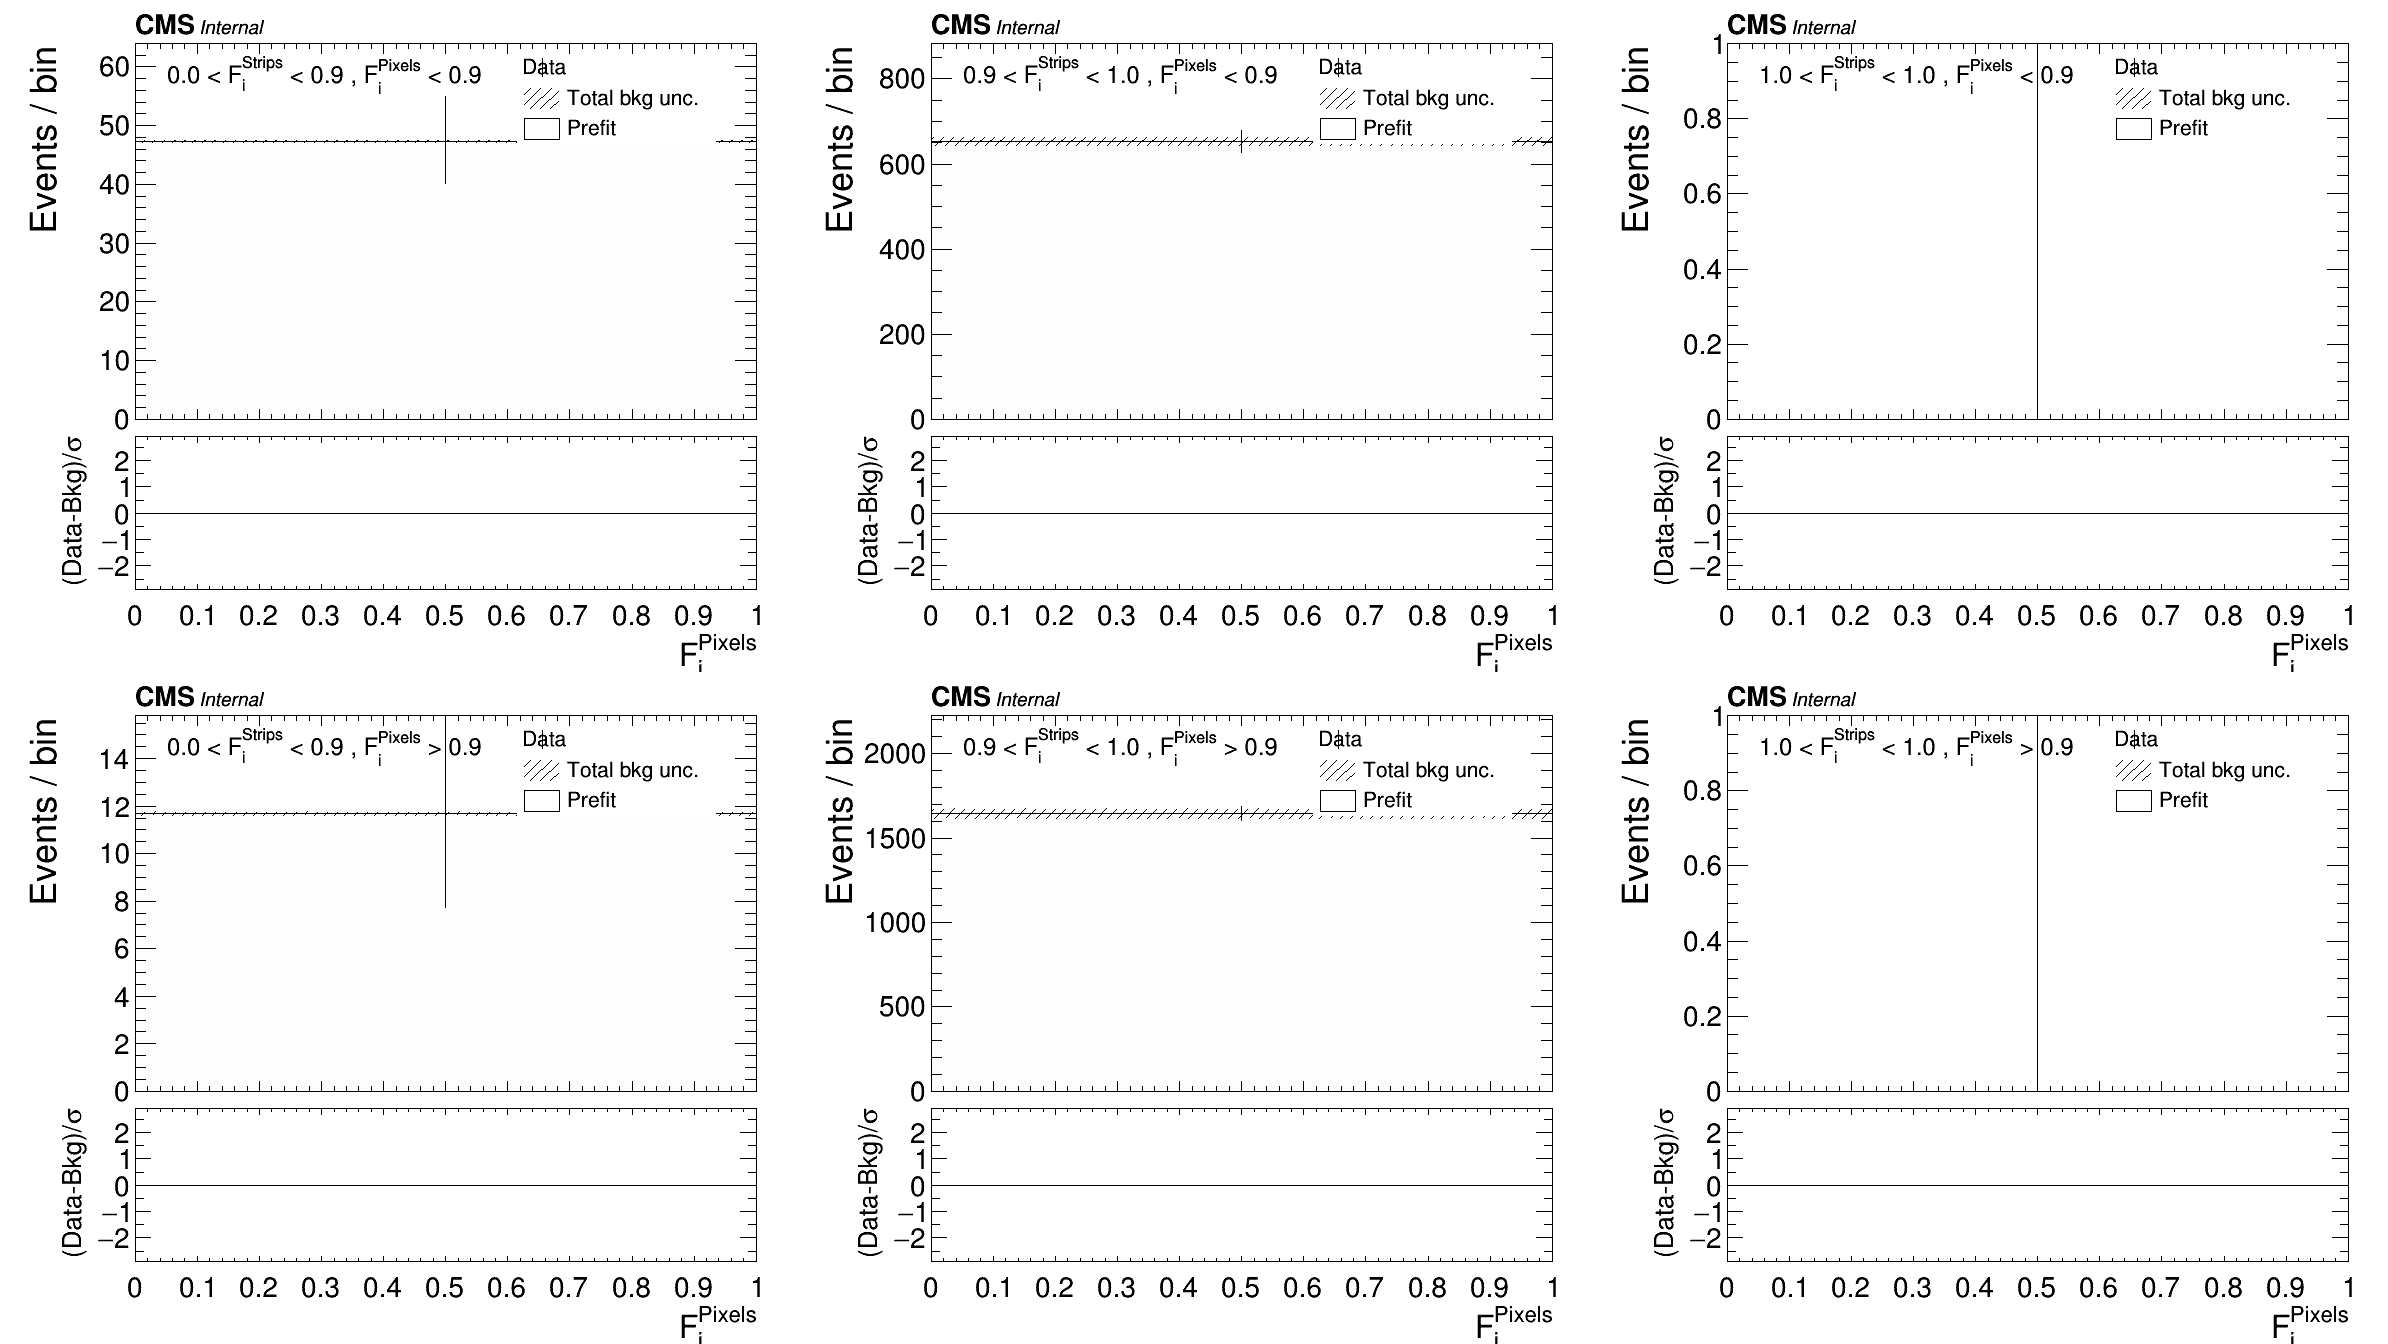 CMS Internal
Events / bin
60
50
40
30
20
10
0
0.0 < F_i^Strips < 0.9 , F_i^Pixels < 0.9
Data
Total bkg unc.
Prefit
(Data-Bkg)/σ
2
1
0
−1
−2
0 0.1 0.2 0.3 0.4 0.5 0.6 0.7 0.8 0.9 1
F_i^Pixels
CMS Internal
Events / bin
800
600
400
200
0
0.9 < F_i^Strips < 1.0 , F_i^Pixels < 0.9
Data
Total bkg unc.
Prefit
(Data-Bkg)/σ
2
1
0
−1
−2
0 0.1 0.2 0.3 0.4 0.5 0.6 0.7 0.8 0.9 1
F_i^Pixels
CMS Internal
Events / bin
1
0.8
0.6
0.4
0.2
0
1.0 < F_i^Strips < 1.0 , F_i^Pixels < 0.9
Data
Total bkg unc.
Prefit
(Data-Bkg)/σ
2
1
0
−1
−2
0 0.1 0.2 0.3 0.4 0.5 0.6 0.7 0.8 0.9 1
F_i^Pixels
CMS Internal
Events / bin
14
12
10
8
6
4
2
0
0.0 < F_i^Strips < 0.9 , F_i^Pixels > 0.9
Data
Total bkg unc.
Prefit
(Data-Bkg)/σ
2
1
0
−1
−2
0 0.1 0.2 0.3 0.4 0.5 0.6 0.7 0.8 0.9 1
F_i^Pixels
CMS Internal
Events / bin
2000
1500
1000
500
0
0.9 < F_i^Strips < 1.0 , F_i^Pixels > 0.9
Data
Total bkg unc.
Prefit
(Data-Bkg)/σ
2
1
0
−1
−2
0 0.1 0.2 0.3 0.4 0.5 0.6 0.7 0.8 0.9 1
F_i^Pixels
CMS Internal
Events / bin
1
0.8
0.6
0.4
0.2
0
1.0 < F_i^Strips < 1.0 , F_i^Pixels > 0.9
Data
Total bkg unc.
Prefit
(Data-Bkg)/σ
2
1
0
−1
−2
0 0.1 0.2 0.3 0.4 0.5 0.6 0.7 0.8 0.9 1
F_i^Pixels